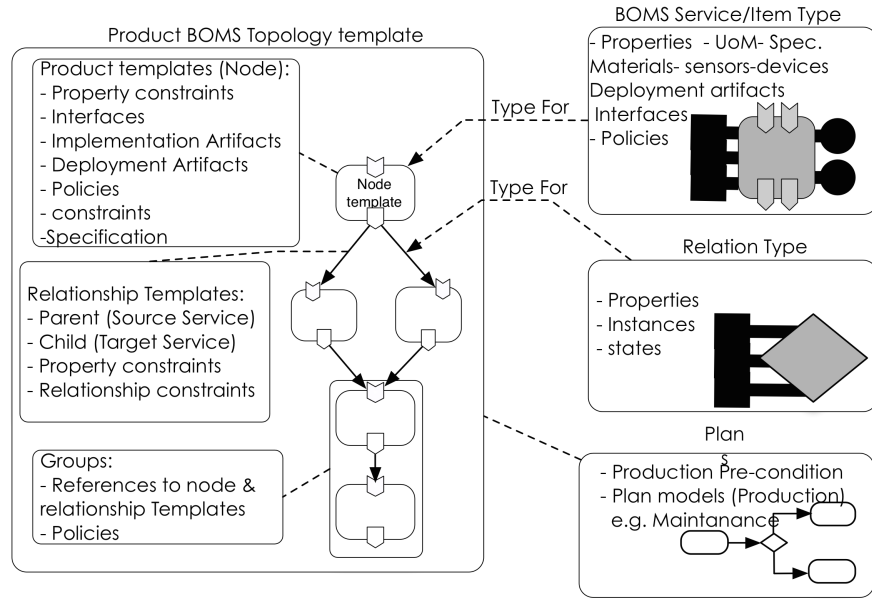 Product BOMS Topology template
Product templates (Node):
- Property constraints
- Interfaces
- Implementation Artifacts
- Deployment Artifacts
- Policies
- constraints
-Specification
Node
template
Relationship Templates:
- Parent (Source Service)
- Child (Target Service)
- Property constraints
- Relationship constraints
Groups:
- References to node &
relationship Templates
- Policies
Type For
Type For
BOMS Service/Item Type
- Properties - UoM- Spec.
Materials- sensors-devices
Deployment artifacts
Interfaces
- Policies
Relation Type
- Properties
- Instances
- states
Plan
s
- Production Pre-condition
- Plan models (Production)
e.g. Maintanance